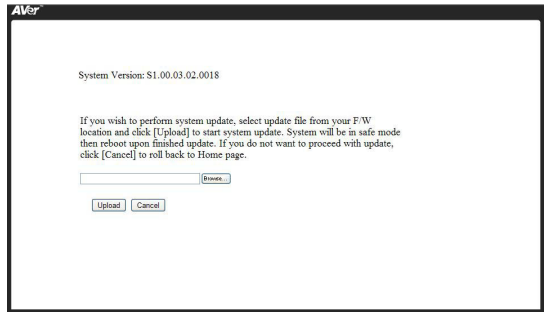 AVer
System Version: S1.00.03.02.0018
If you wish to perform system update, select update file from your F/W
location and click [Upload] to start system update. System will be in safe mode
then reboot upon finished update. If you do not want to proceed with update,
click [Cancel] to roll back to Home page.
Browse...
Upload Cancel